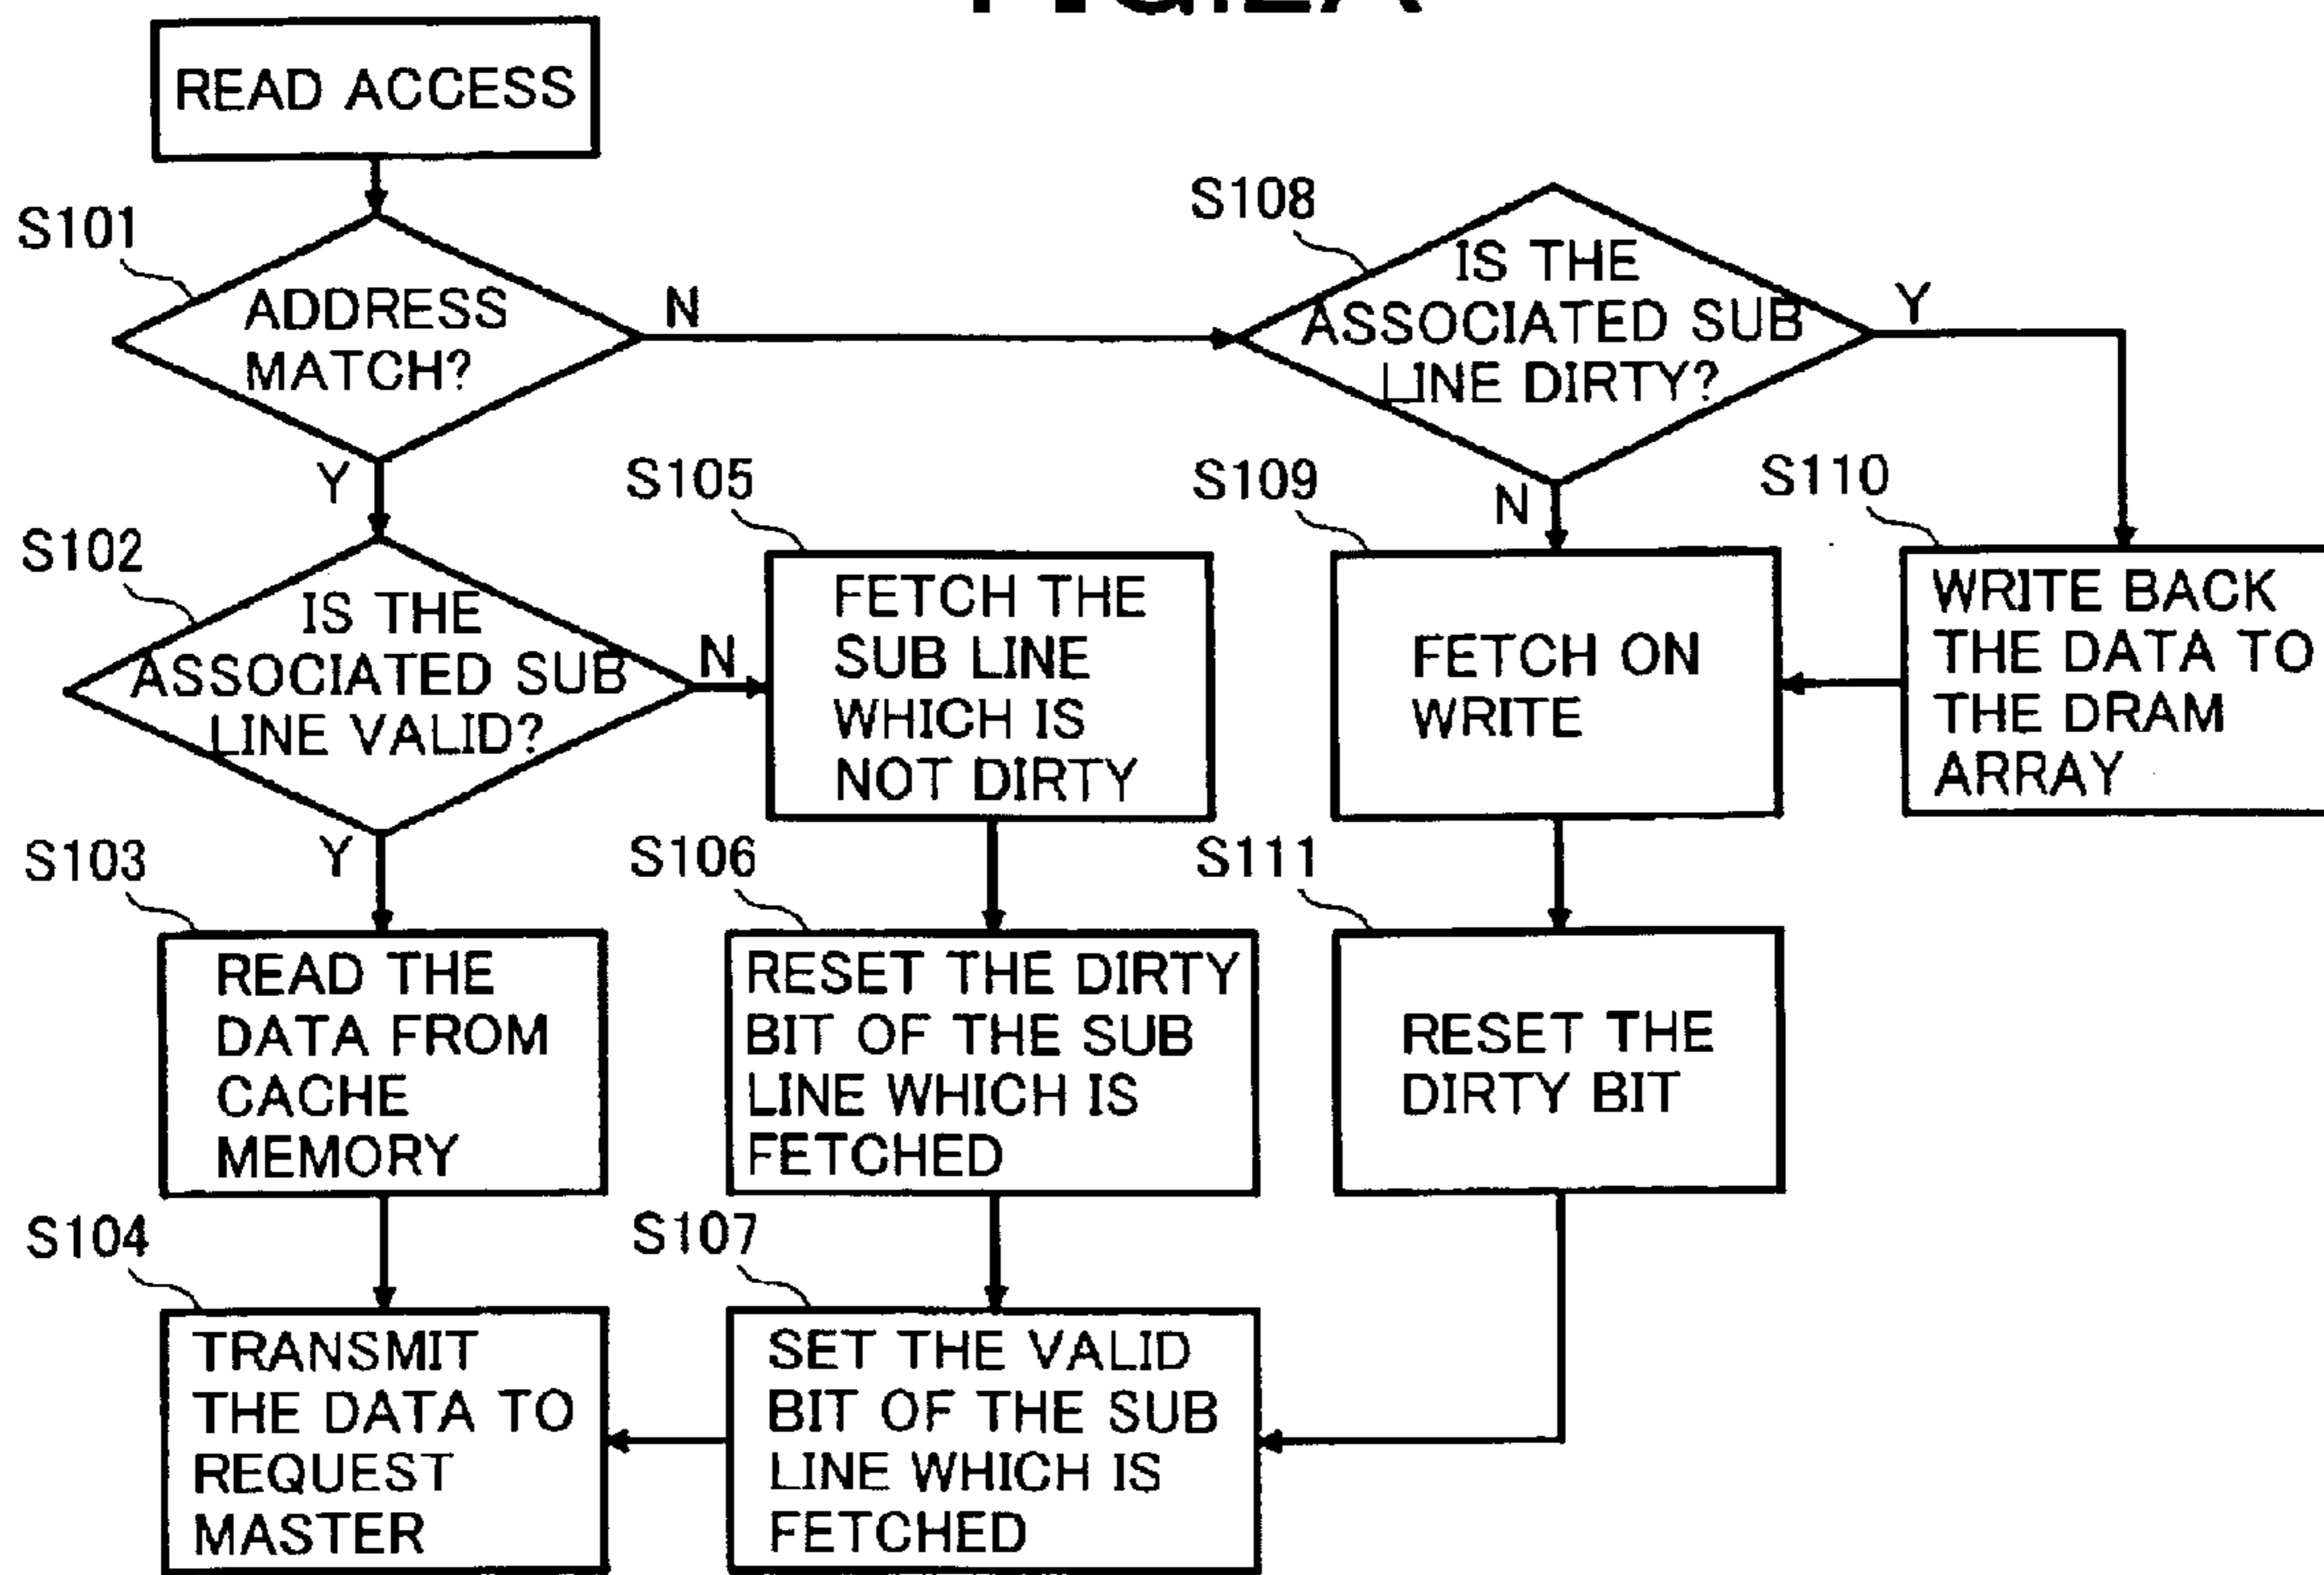 READ ACCESS
S101
ADDRESS
MATCH?
N
Y
S108
IS THE
ASSOCIATED SUB
LINE DIRTY?
Y
N
S102
IS THE
ASSOCIATED SUB
LINE VALID?
N
Y
S105
FETCH THE
SUB LINE
WHICH IS
NOT DIRTY
S109
FETCH ON
WRITE
S110
WRITE BACK
THE DATA TO
THE DRAM
ARRAY
S103
READ THE
DATA FROM
CACHE
MEMORY
S106
RESET THE DIRTY
BIT OF THE SUB
LINE WHICH IS
FETCHED
S111
RESET THE
DIRTY BIT
S104
TRANSMIT
THE DATA TO
REQUEST
MASTER
S107
SET THE VALID
BIT OF THE SUB
LINE WHICH IS
FETCHED